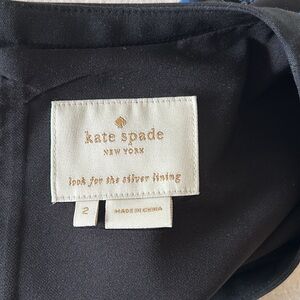 kate spade
NEW YORK
look for the silver lining
2
MADE IN CHINA